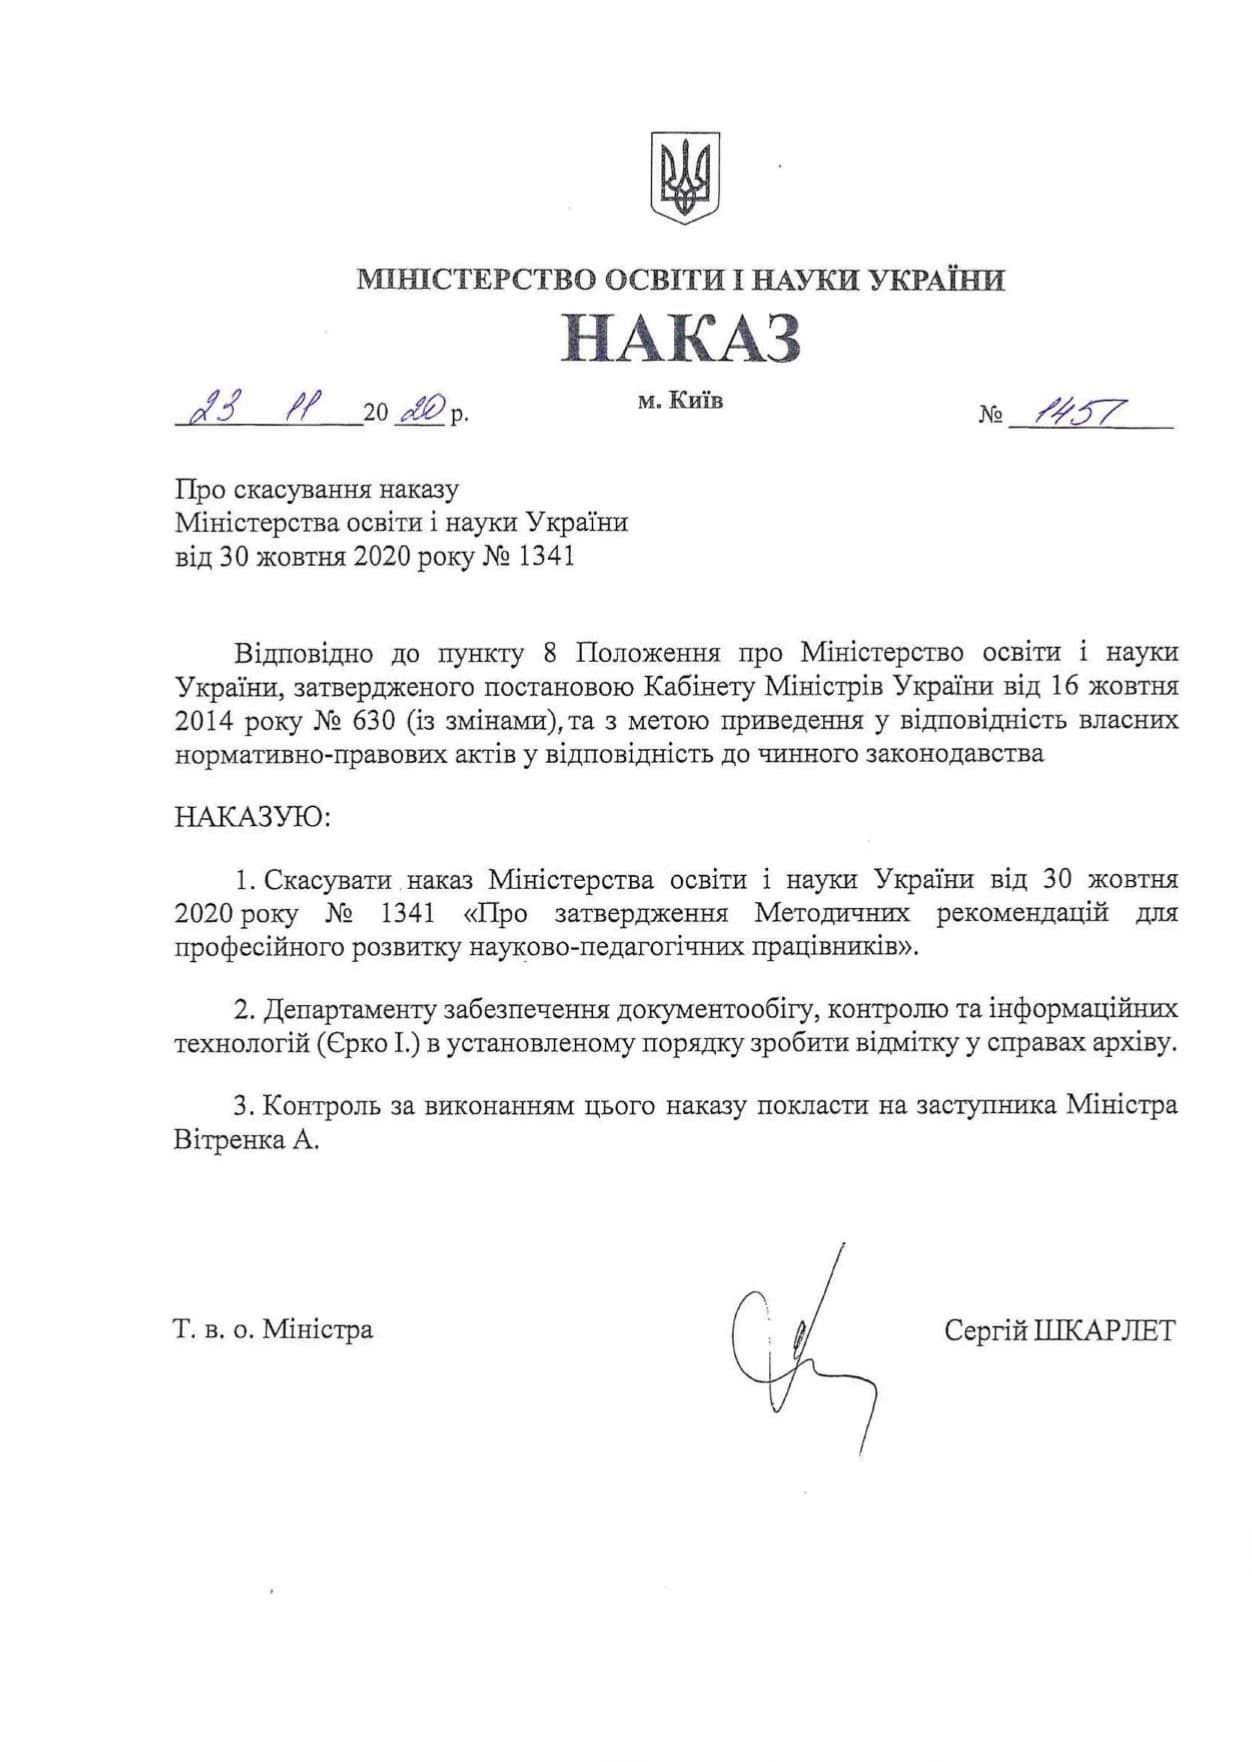 МІНІСТЕРСТВО ОСВІТИ І НАУКИ УКРАЇНИ
НАКАЗ
23 11 2020 р. м. Київ № 1457
Про скасування наказу
Міністерства освіти і науки України
від 30 жовтня 2020 року № 1341
Відповідно до пункту 8 Положення про Міністерство освіти і науки
України, затвердженого постановою Кабінету Міністрів України від 16 жовтня
2014 року № 630 (із змінами), та з метою приведення у відповідність власних
нормативно-правових актів у відповідність до чинного законодавства
НАКАЗУЮ:
1. Скасувати наказ Міністерства освіти і науки України від 30 жовтня
2020 року № 1341 «Про затвердження Методичних рекомендацій для
професійного розвитку науково-педагогічних працівників».
2. Департаменту забезпечення документообігу, контролю та інформаційних
технологій (Єрко І.) в установленому порядку зробити відмітку у справах архіву.
3. Контроль за виконанням цього наказу покласти на заступника Міністра
Вітренка А.
Т. в. о. Міністра Сергій ШКАРЛЕТ